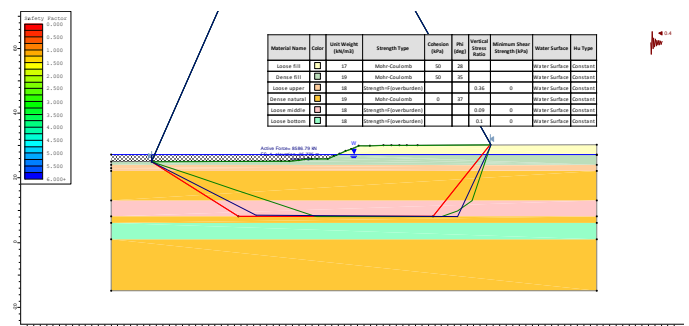 Safety Factor
0.000
0.500
1.000
1.500
2.000
2.500
3.000
3.500
4.000
4.500
5.000
5.500
6.000+
0.4
Material Name Color Unit Weight (kN/m3) Strength Type Cohesion (kPa) Phi (deg) Vertical Stress Ratio Minimum Shear Strength (kPa) Water Surface Hu Type
Loose fill 17 Mohr-Coulomb 50 28 Water Surface Constant
Dense fill 19 Mohr-Coulomb 50 35 Water Surface Constant
Loose upper 18 Strength=F(overburden) 0.36 0 Water Surface Constant
Dense natural 19 Mohr-Coulomb 0 37 Water Surface Constant
Loose middle 18 Strength=F(overburden) 0.09 0 Water Surface Constant
Loose bottom 18 Strength=F(overburden) 0.1 0 Water Surface Constant
W
Active Force= 8586.79 kN
60
40
20
0
-20